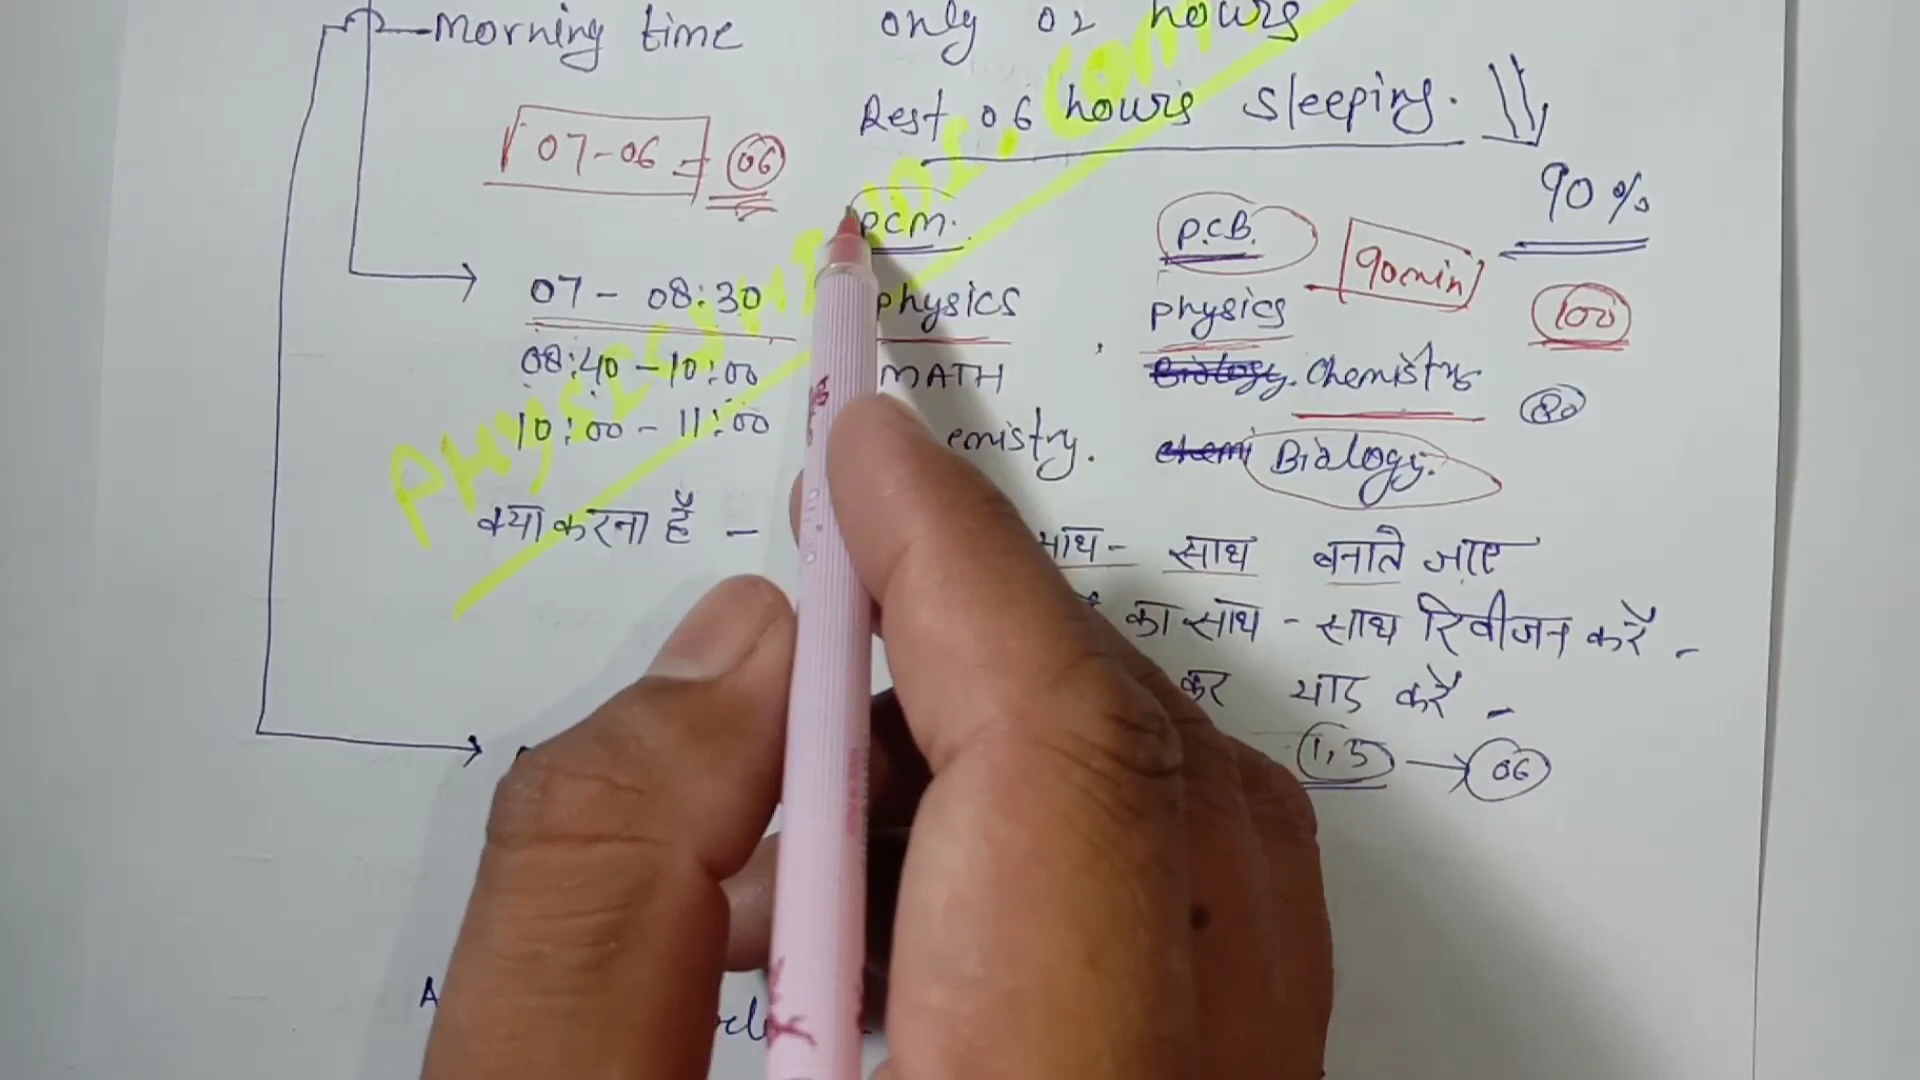 Morning time only 02 hours
Rest 06 hours sleeping.
07-06 = 06
90%
PCM. P.C.B. 90min
07 - 08:30 physics physics 100
08:40 - 10:00 MATH Biology. Chemistry 80
10:00 - 11:00 emistry. chemi Biology.
क्या करना है - साथ - साथ बनाते जाए
का साथ - साथ रिवीजन करें -
कर याद करें -
1,5 → 06
A